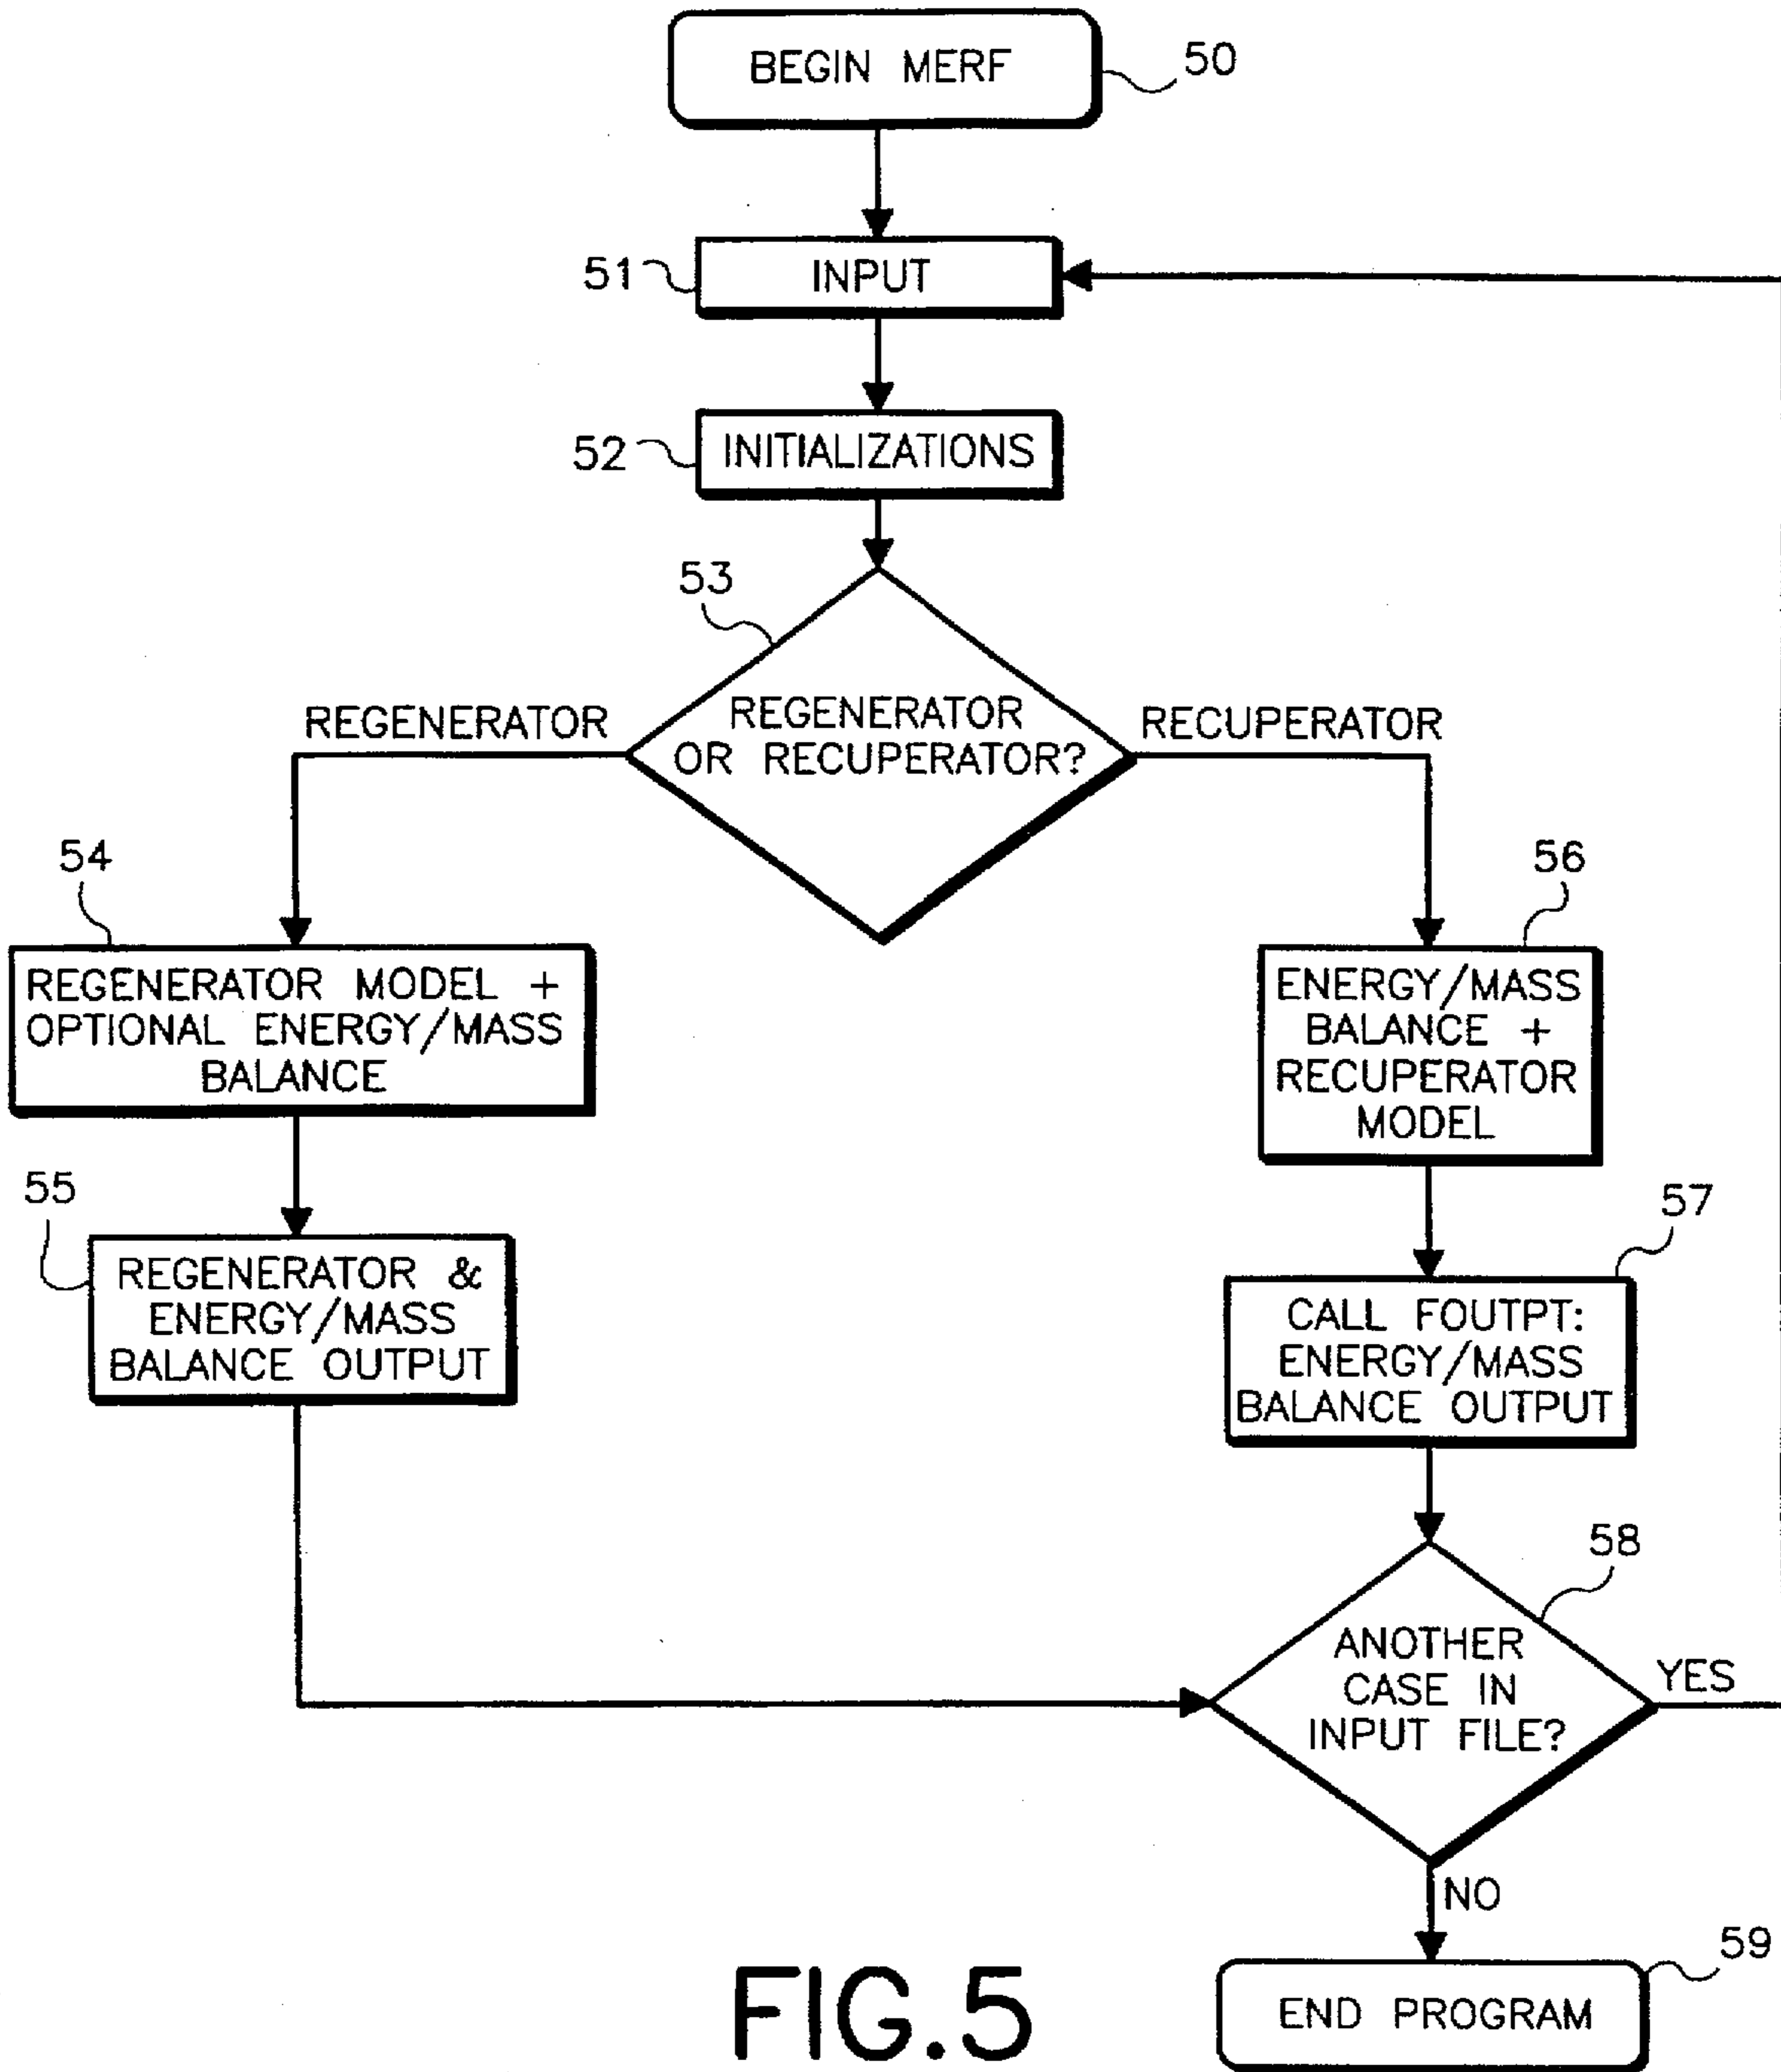 BEGIN MERF
50
51
INPUT
52
INITIALIZATIONS
53
REGENERATOR
REGENERATOR
OR RECUPERATOR?
RECUPERATOR
54
REGENERATOR MODEL +
OPTIONAL ENERGY/MASS
BALANCE
56
ENERGY/MASS
BALANCE +
RECUPERATOR
MODEL
55
REGENERATOR &
ENERGY/MASS
BALANCE OUTPUT
57
CALL FOUTPT:
ENERGY/MASS
BALANCE OUTPUT
58
ANOTHER
CASE IN
INPUT FILE?
YES
NO
59
END PROGRAM
FIG.5